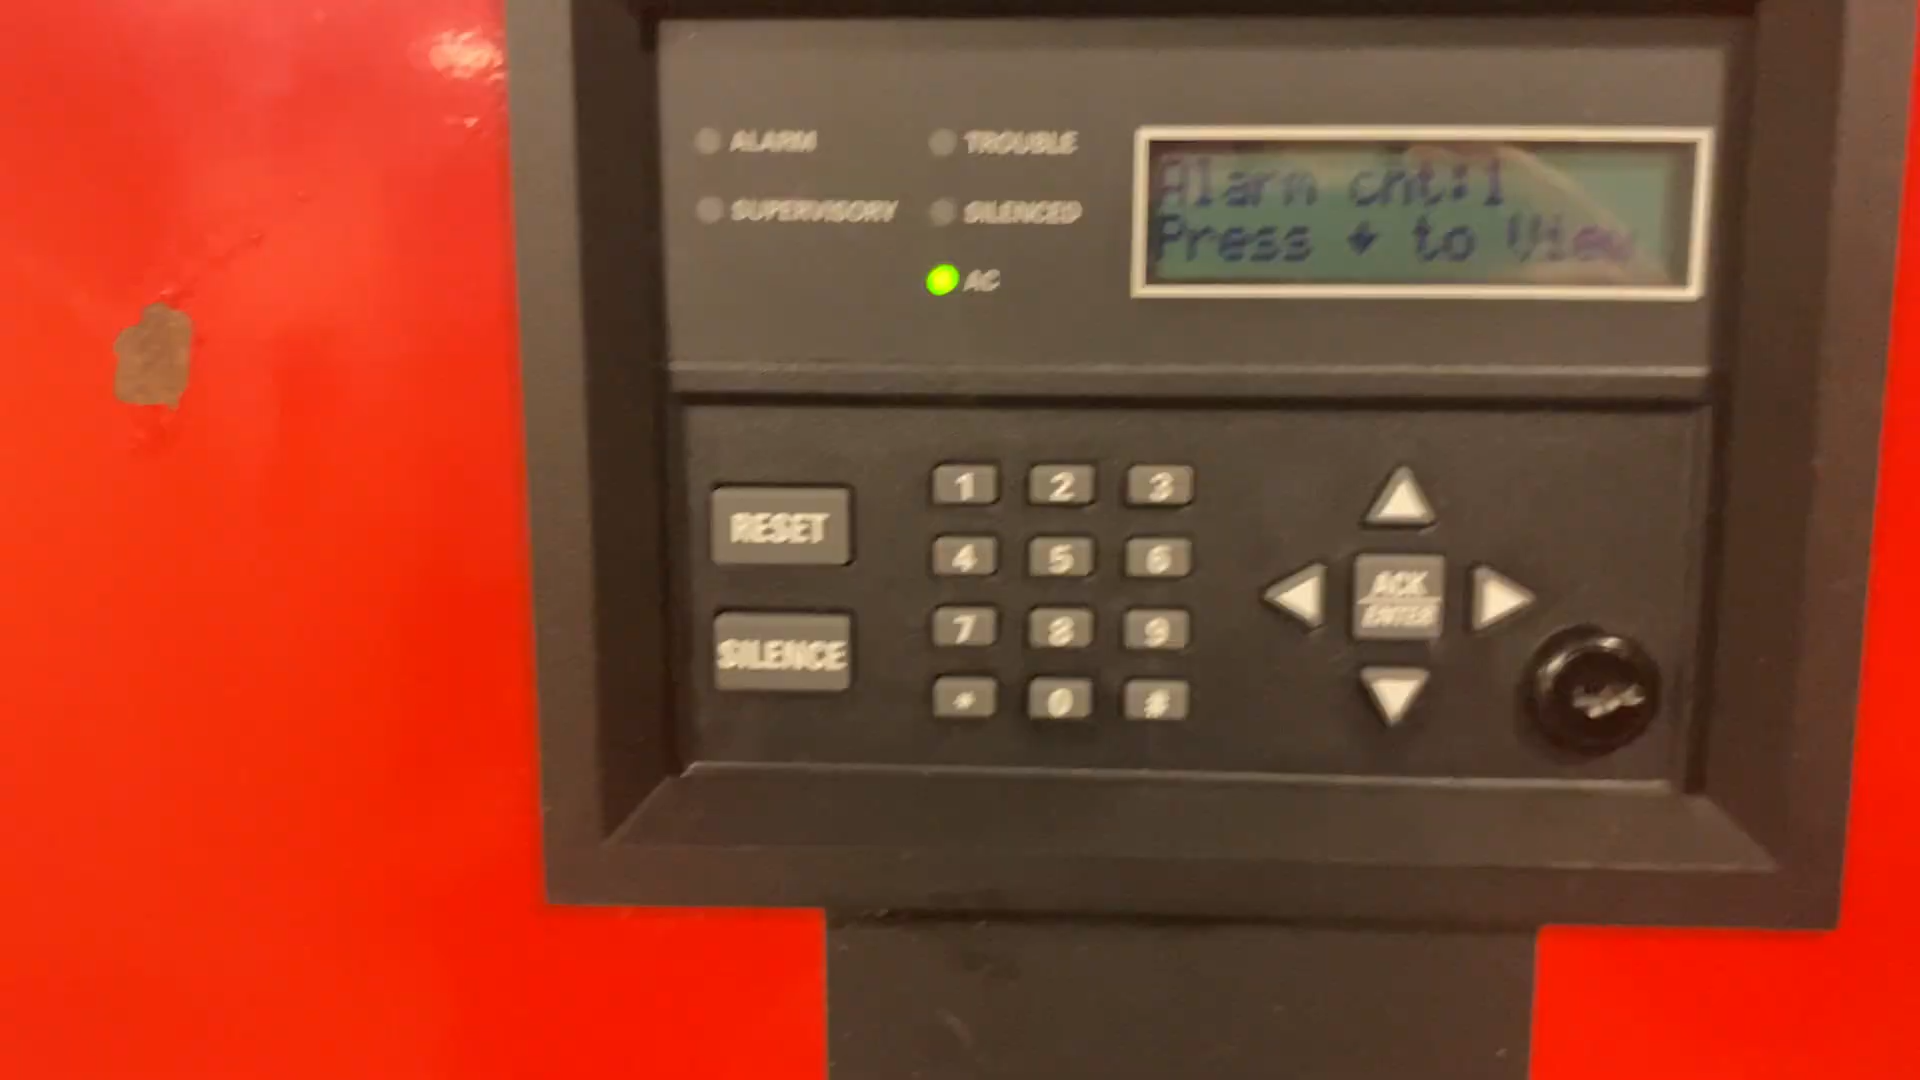 ALARM TROUBLE
SUPERVISORY SILENCED
AC
Alarm cnt:1
Press ↓ to View
RESET
SILENCE
1 2 3
4 5 6
7 8 9
* 0 #
ACK
ENTER